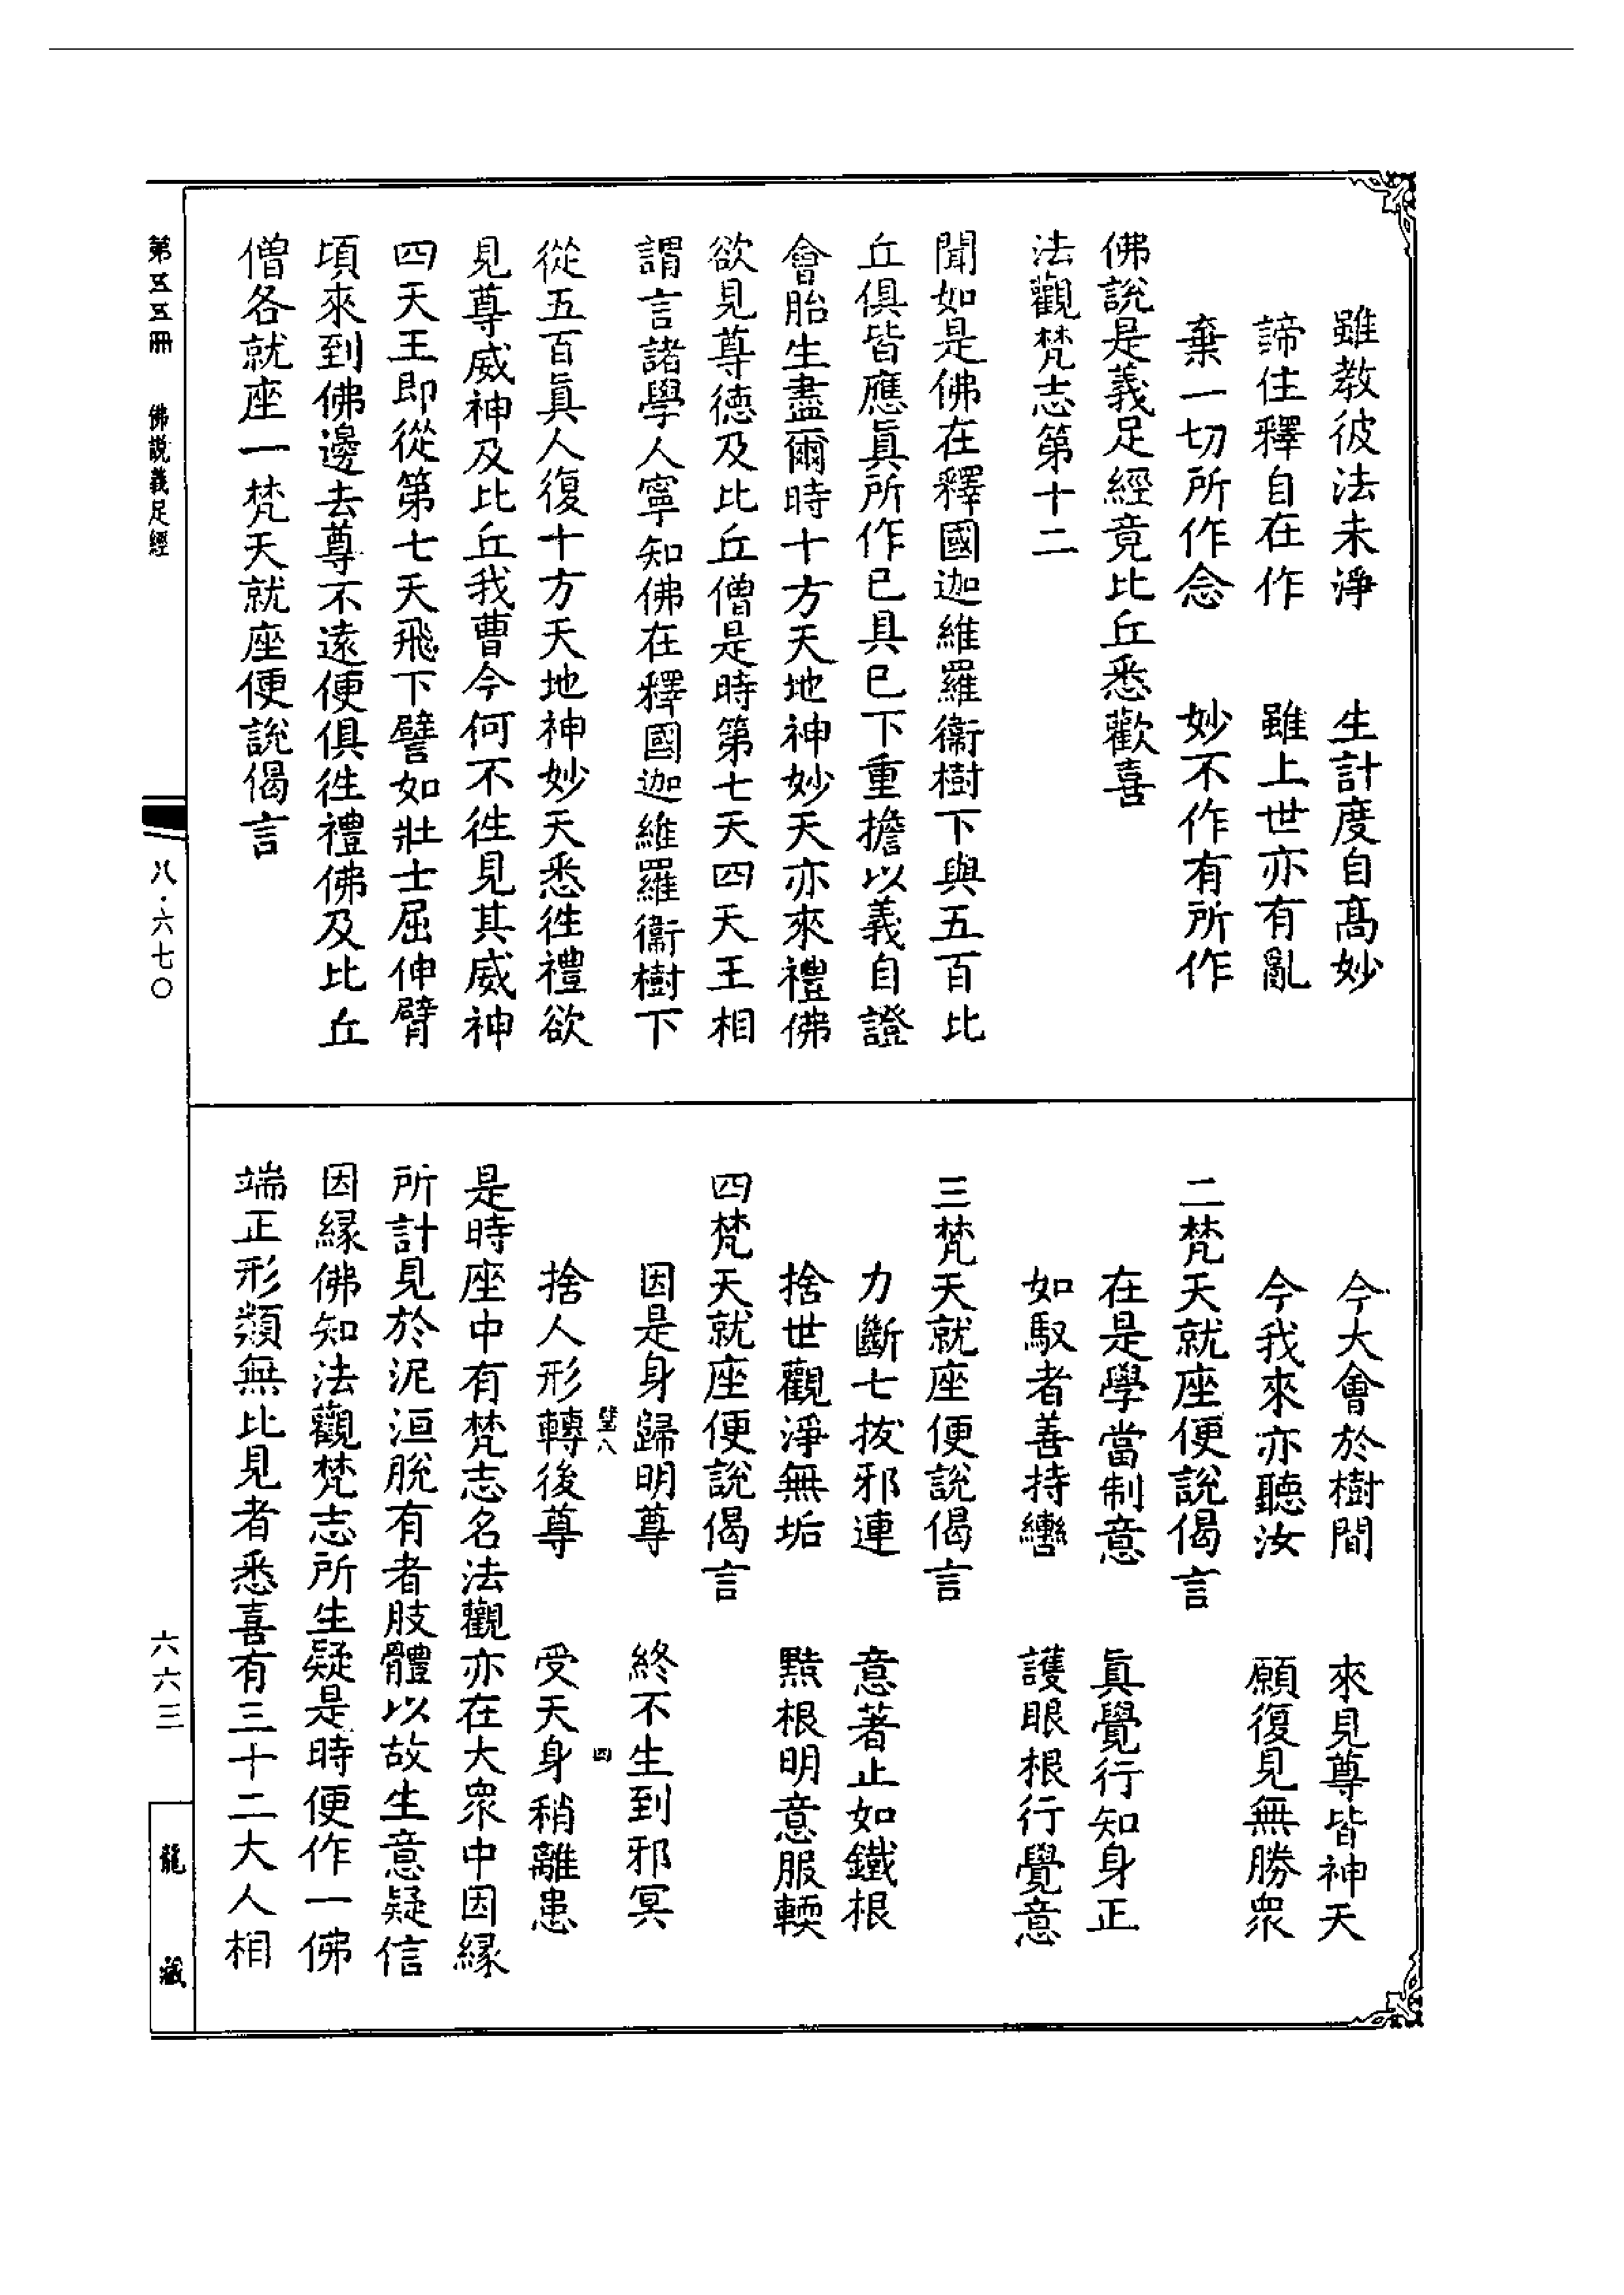 雖教彼法未淨　生計度自髙妙
諦住釋自在作　雖上世亦有亂
棄一切所作念　妙不作有所作
佛說是義足經竟比丘悉歡喜
法觀梵志第十二
聞如是佛在釋國迦維羅衞樹下與五百比
丘俱皆應眞所作已具已下重擔以義自證
會胎生盡爾時十方天地神妙天亦來禮佛
欲見尊德及比丘僧是時第七天四天王相
謂言諸學人寧知佛在釋國迦維羅衞樹下
從五百眞人復十方天地神妙天悉徃禮欲
見尊威神及比丘我曹今何不徃見其威神
四天王即從第七天飛下譬如壯士屈伸臂
頃來到佛邊去尊不逺便俱徃禮佛及比丘
僧各就座一梵天就座便說偈言
今大會於樹間　來見尊皆神天
今我來亦聽汝　願復見無勝眾
二梵天就座便說偈言
在是學當制意　眞覺行知身正
如馭者善持轡　護眼根行覺意
三梵天就座便說偈言
力斷七拔邪連　意著止如鐵根
捨世觀淨無垢　㸃根明意服輭
四梵天就座便說偈言
因是身歸明尊　終不生到邪冥
璧八　四
捨人形轉後尊　受天身稍離患
是時座中有梵志名法觀亦在大眾中因縁
所計見於泥洹脫有者肢體以故生意疑信
因縁佛知法觀梵志所生疑是時便作一佛
端正形類無比見者悉喜有三十二大人相
第五五冊　佛說義足經　八·六七〇　六六三　龍藏